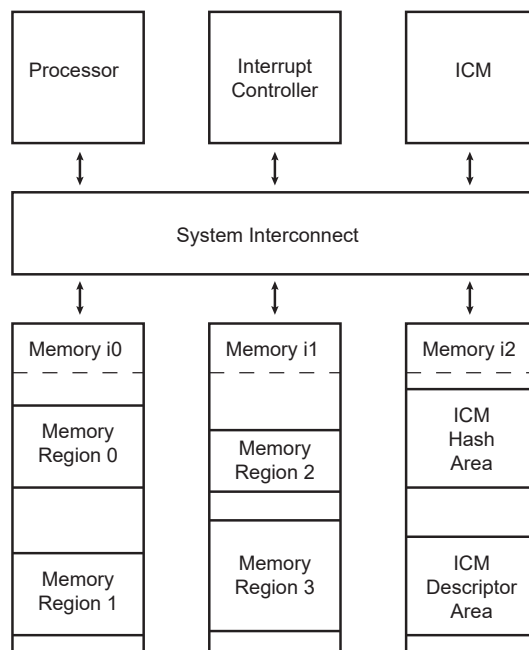 Processor
Interrupt
Controller
ICM
System Interconnect
Memory i0
Memory i1
Memory i2
Memory
Region 0
Memory
Region 2
ICM
Hash
Area
Memory
Region 1
Memory
Region 3
ICM
Descriptor
Area